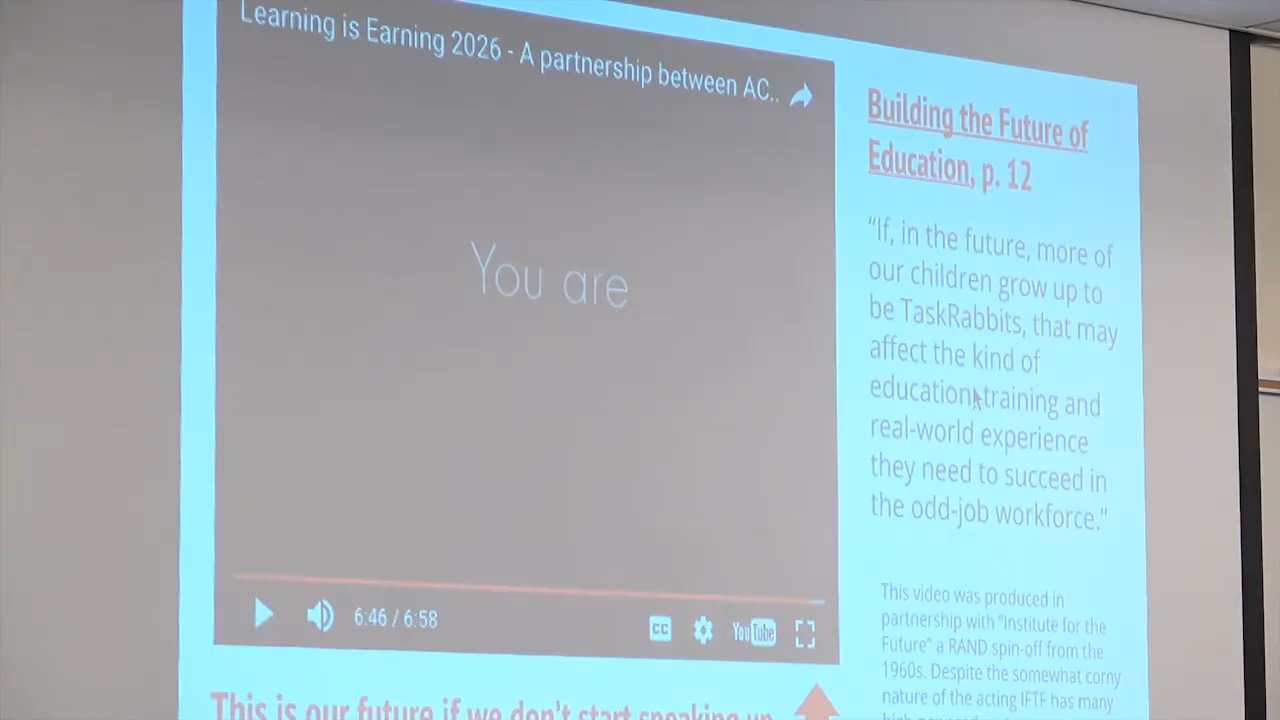 Learning is Earning 2026 - A partnership between AC..
You are
6:46 / 6:58
CC
YouTube
This is our future if we don't start speaking up
Building the Future of
Education, p. 12
“If, in the future, more of
our children grow up to
be TaskRabbits, that may
affect the kind of
education,training and
real-world experience
they need to succeed in
the odd-job workforce.”
This video was produced in
partnership with “Institute for the
Future” a RAND spin-off from the
1960s. Despite the somewhat corny
nature of the acting IFTF has many